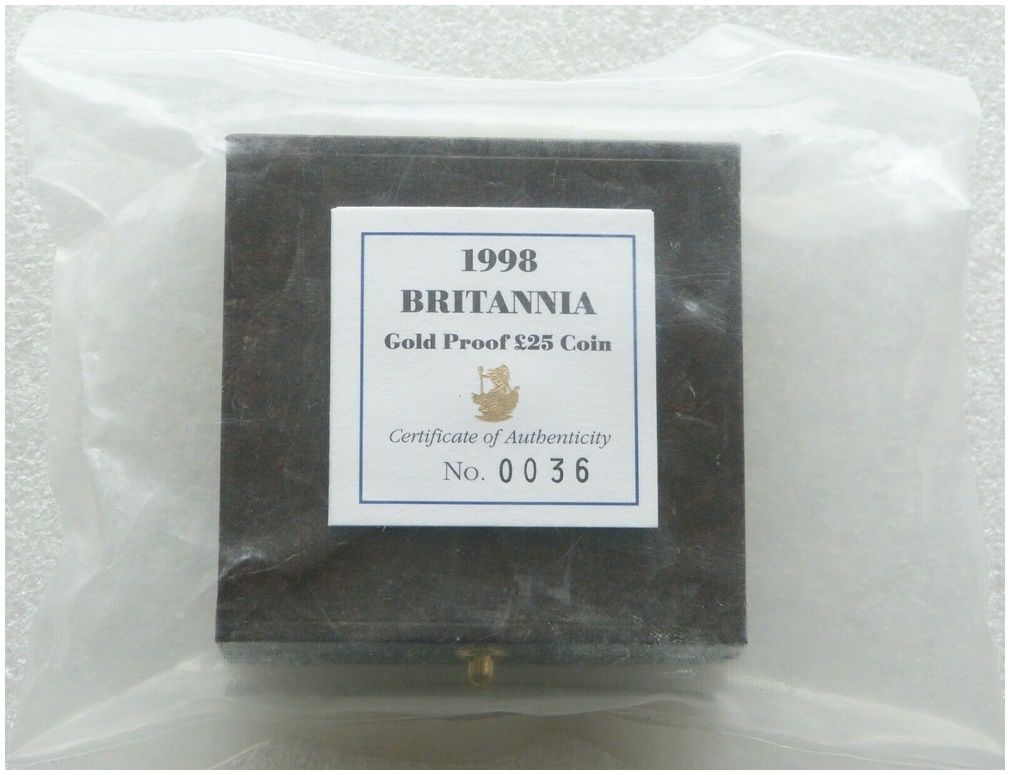 1998
BRITANNIA
Gold Proof £25 Coin
Certificate of Authenticity
No. 0036